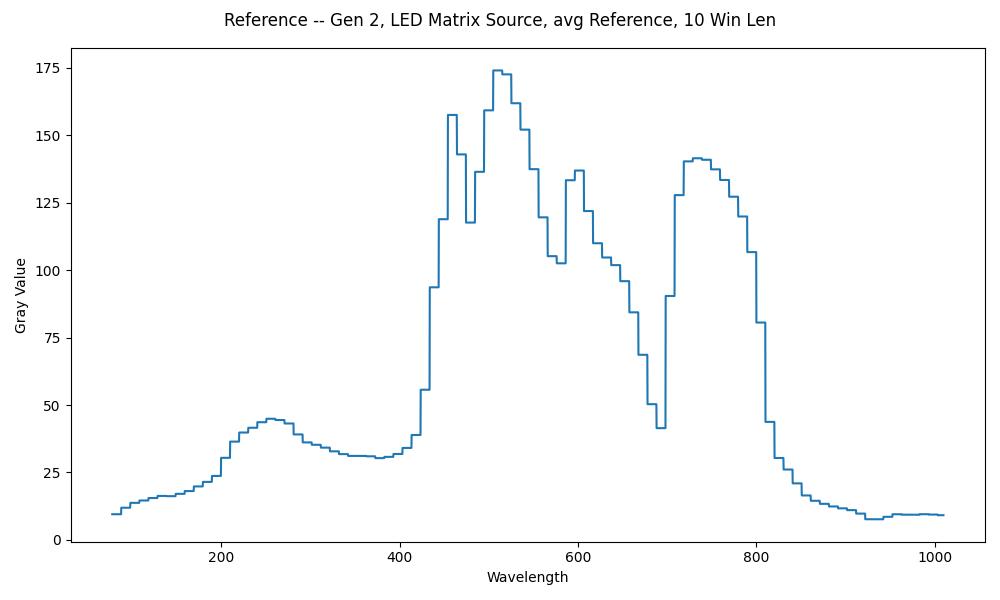 Reference -- Gen 2, LED Matrix Source, avg Reference, 10 Win Len
175
150
125
100
75
50
25
0
Gray Value
200 400 600 800 1000
Wavelength